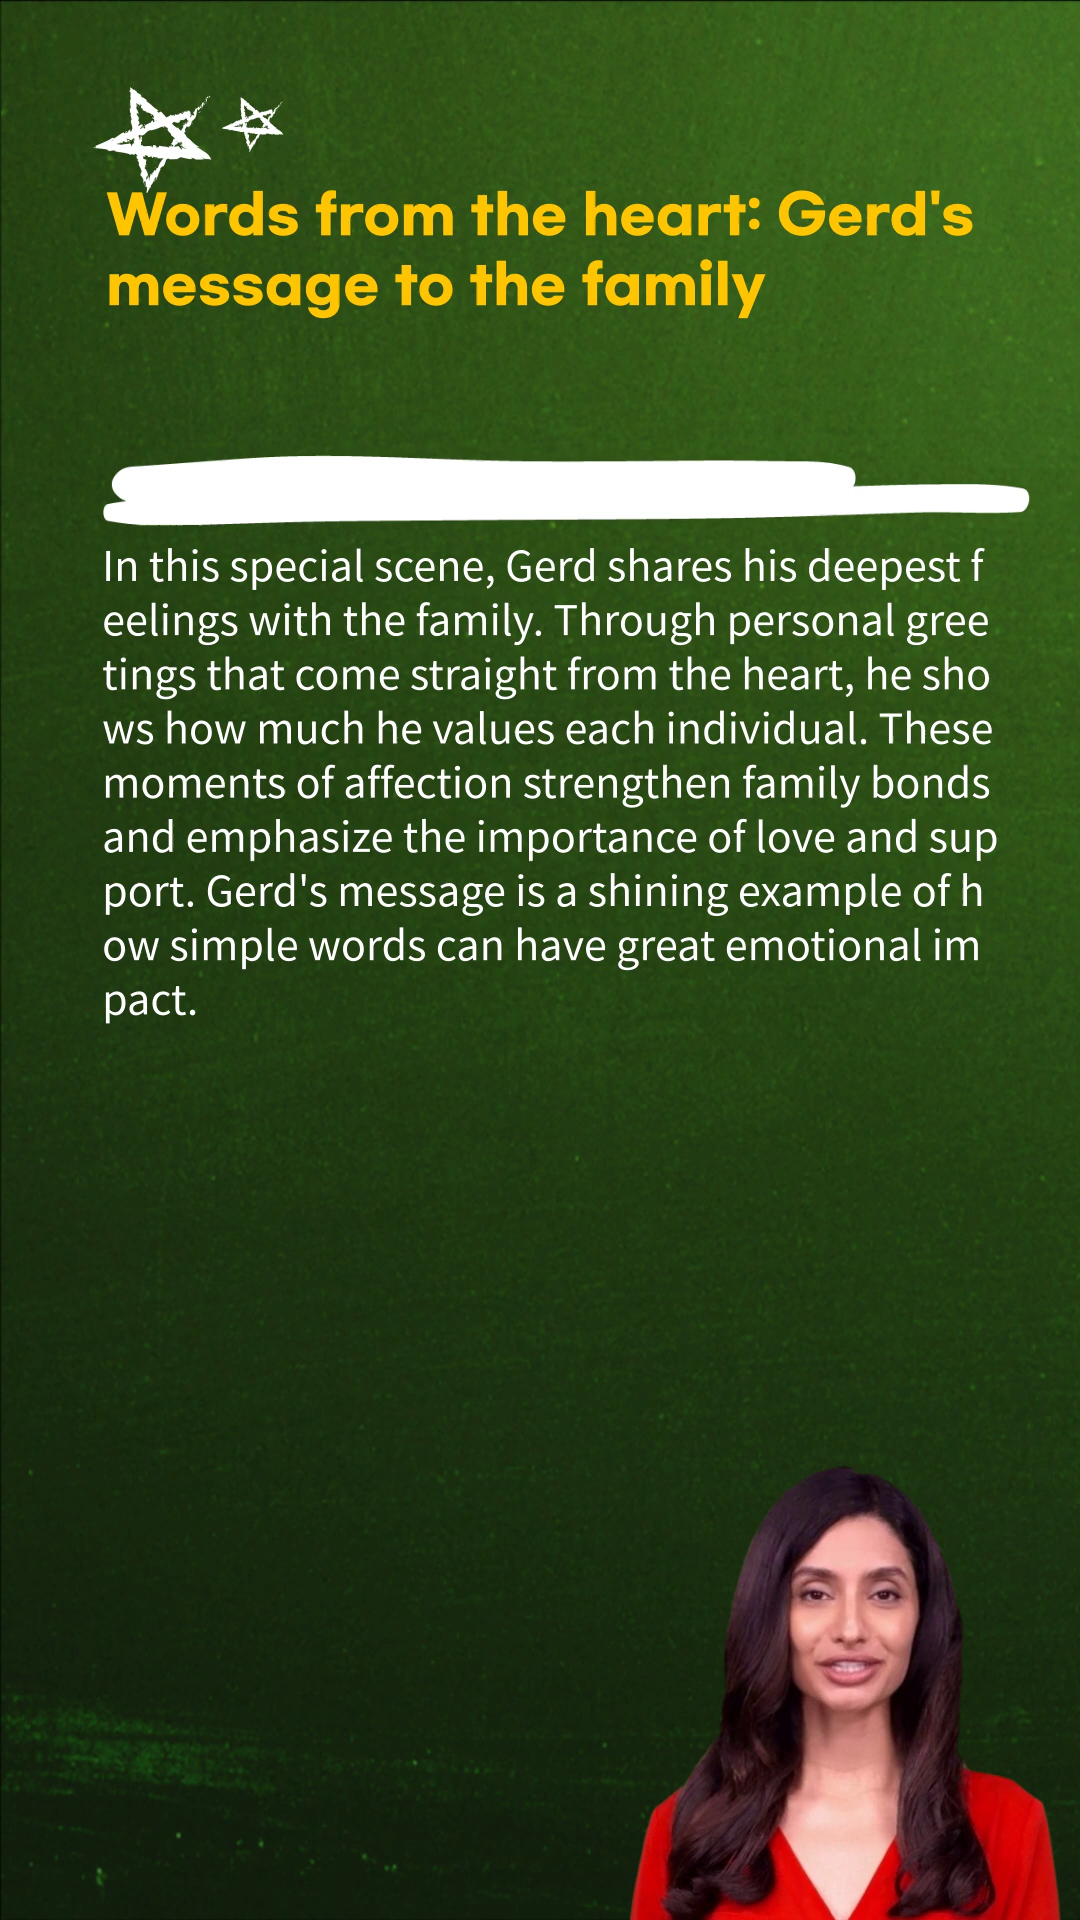 Words from the heart: Gerd's
message to the family
In this special scene, Gerd shares his deepest f
eelings with the family. Through personal gree
tings that come straight from the heart, he sho
ws how much he values each individual. These
moments of affection strengthen family bonds
and emphasize the importance of love and sup
port. Gerd's message is a shining example of h
ow simple words can have great emotional im
pact.